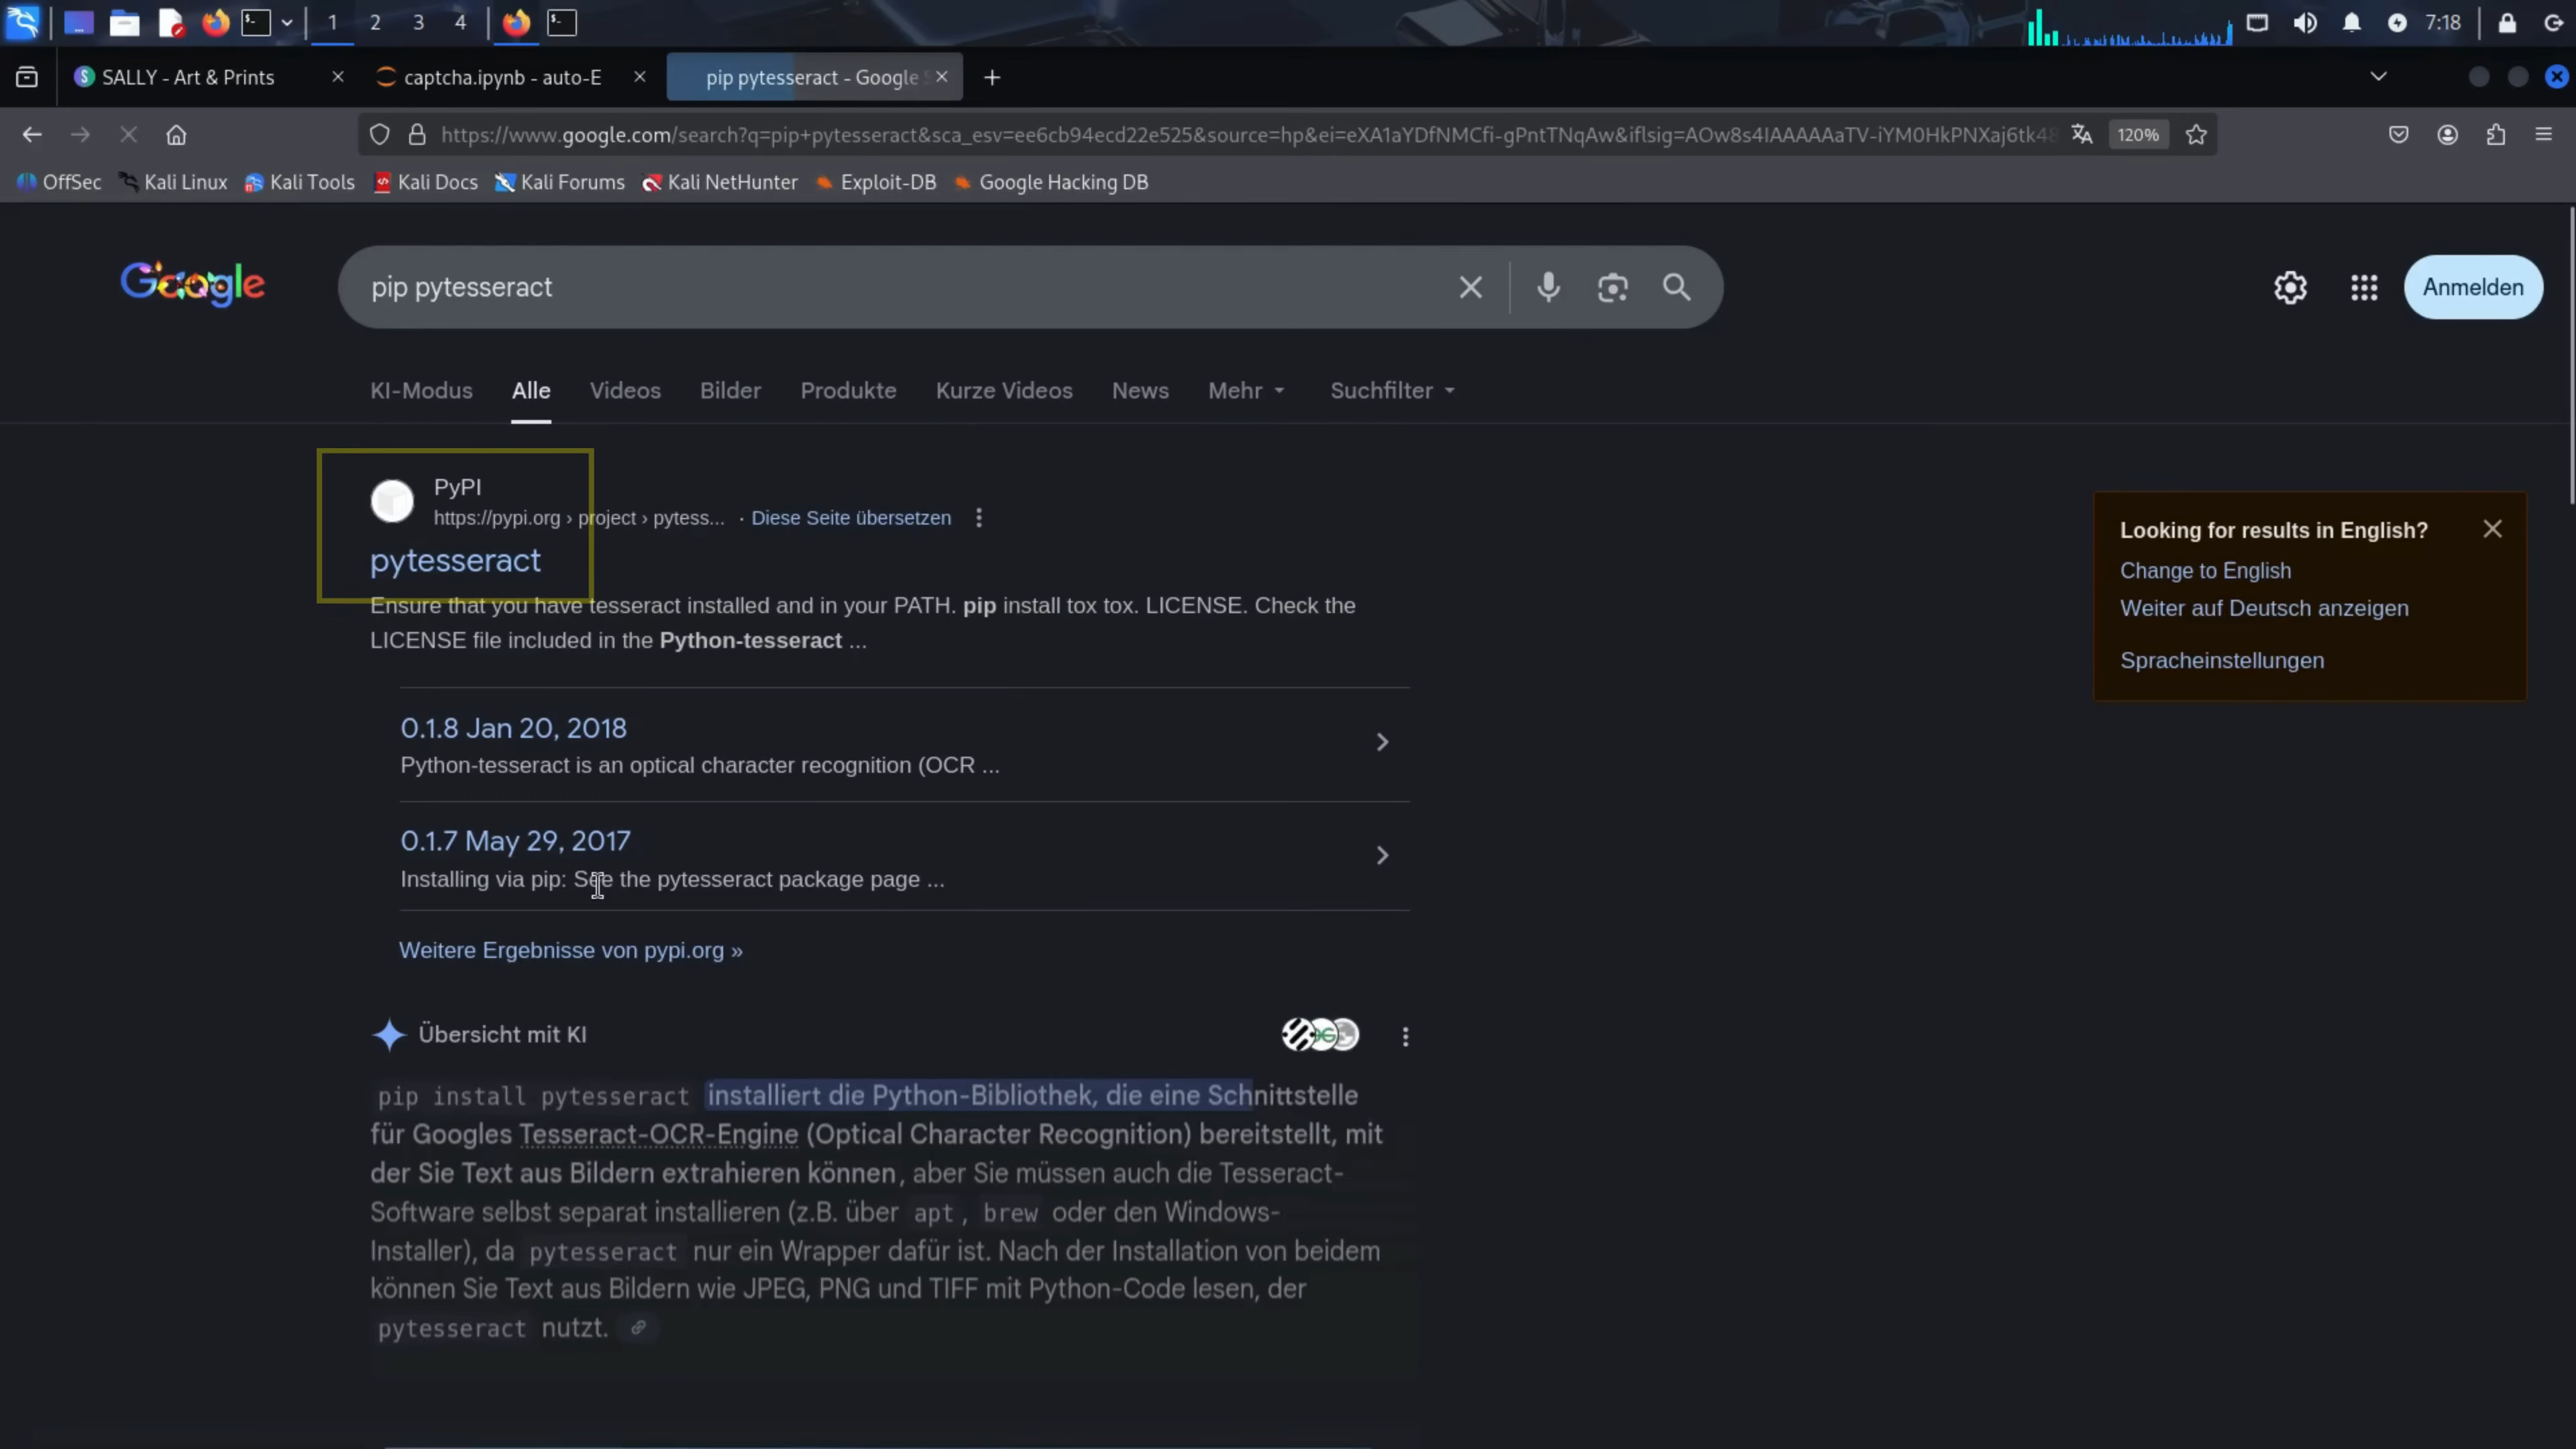 1 2 3 4 7:18
SALLY - Art & Prints captcha.ipynb - auto-E pip pytesseract - Google
https://www.google.com/search?q=pip+pytesseract&sca_esv=ee6cb94ecd22e525&source=hp&ei=eXA1aYDfNMCfi-gPntTNqAw&iflsig=AOw8s4IAAAAAaTV-iYM0HkPNXaj6tk48 120%
OffSec Kali Linux Kali Tools Kali Docs Kali Forums Kali NetHunter Exploit-DB Google Hacking DB
Google pip pytesseract Anmelden
KI-Modus Alle Videos Bilder Produkte Kurze Videos News Mehr Suchfilter
PyPI
https://pypi.org › project › pytess... · Diese Seite übersetzen
pytesseract
Ensure that you have tesseract installed and in your PATH. pip install tox tox. LICENSE. Check the
LICENSE file included in the Python-tesseract ...
0.1.8 Jan 20, 2018
Python-tesseract is an optical character recognition (OCR ...
0.1.7 May 29, 2017
Installing via pip: See the pytesseract package page ...
Weitere Ergebnisse von pypi.org »
Übersicht mit KI
pip install pytesseract installiert die Python-Bibliothek, die eine Schnittstelle
für Googles Tesseract-OCR-Engine (Optical Character Recognition) bereitstellt, mit
der Sie Text aus Bildern extrahieren können, aber Sie müssen auch die Tesseract-
Software selbst separat installieren (z.B. über apt, brew oder den Windows-
Installer), da pytesseract nur ein Wrapper dafür ist. Nach der Installation von beidem
können Sie Text aus Bildern wie JPEG, PNG und TIFF mit Python-Code lesen, der
pytesseract nutzt.
Looking for results in English?
Change to English
Weiter auf Deutsch anzeigen
Spracheinstellungen